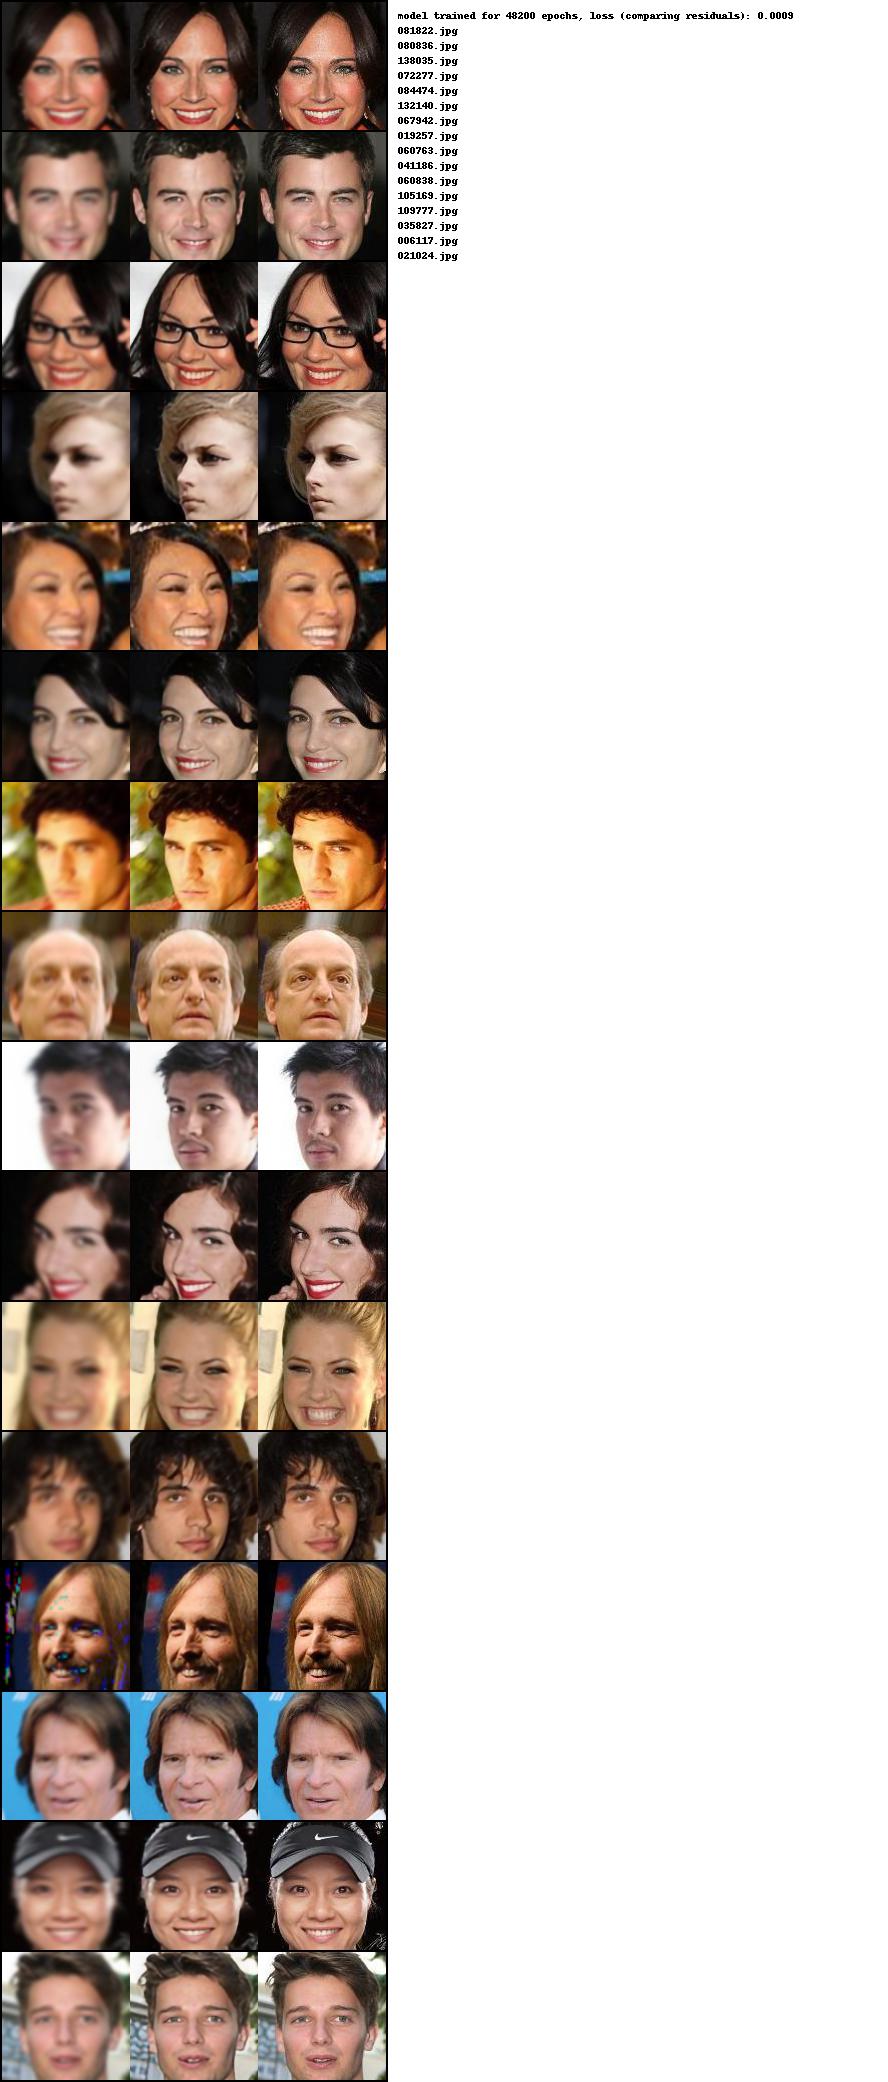 model trained for 48200 epochs, loss (comparing residuals): 0.0009
081822.jpg
080836.jpg
138035.jpg
072277.jpg
084474.jpg
132140.jpg
067942.jpg
019257.jpg
060763.jpg
041186.jpg
060838.jpg
105169.jpg
109777.jpg
035827.jpg
006117.jpg
021024.jpg